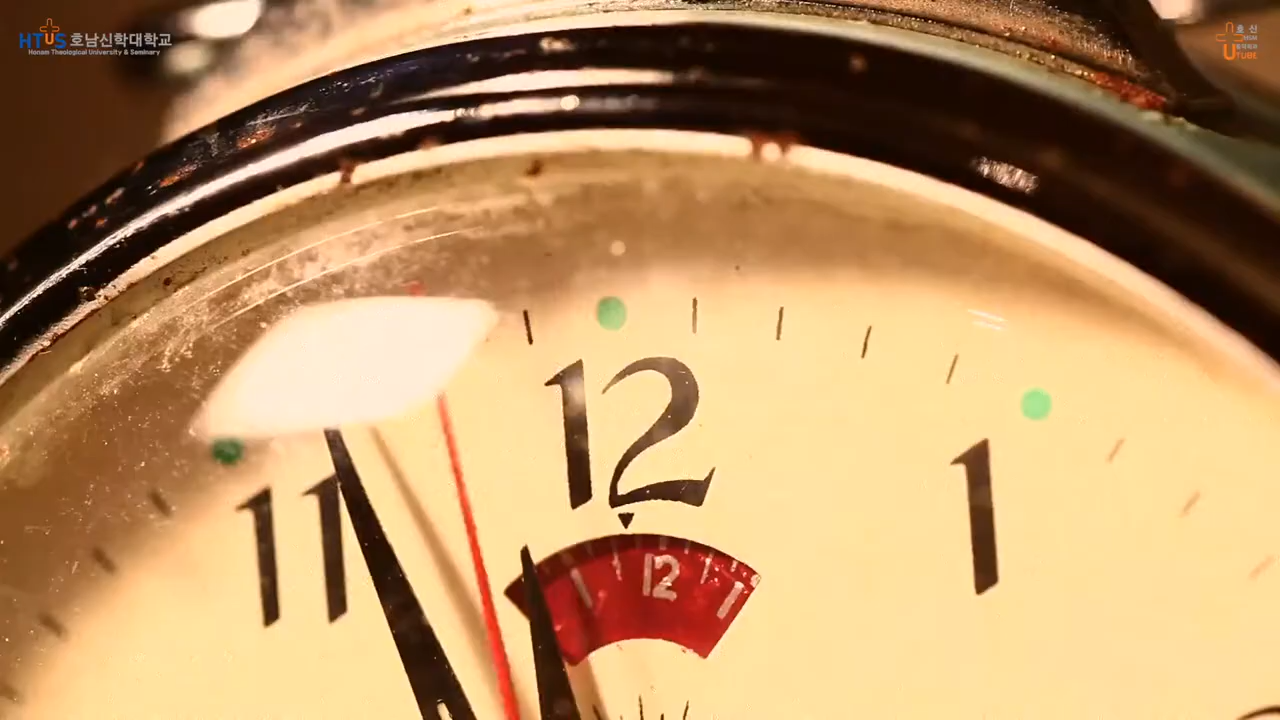 HTUS 호남신학대학교
Honam Theological University & Seminary
호신
UTUBE
12
11
1
12